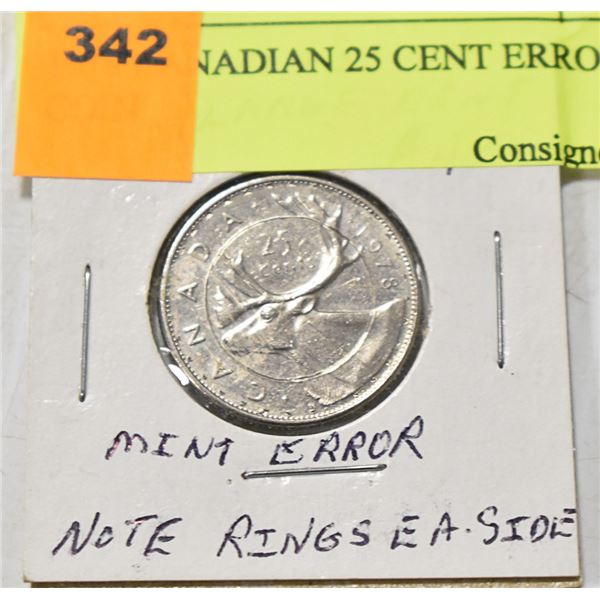 342
NADIAN 25 CENT ERRO
Consigne
CANADA
25
CENTS
1978
MINT ERROR
NOTE RINGS EA. SIDE